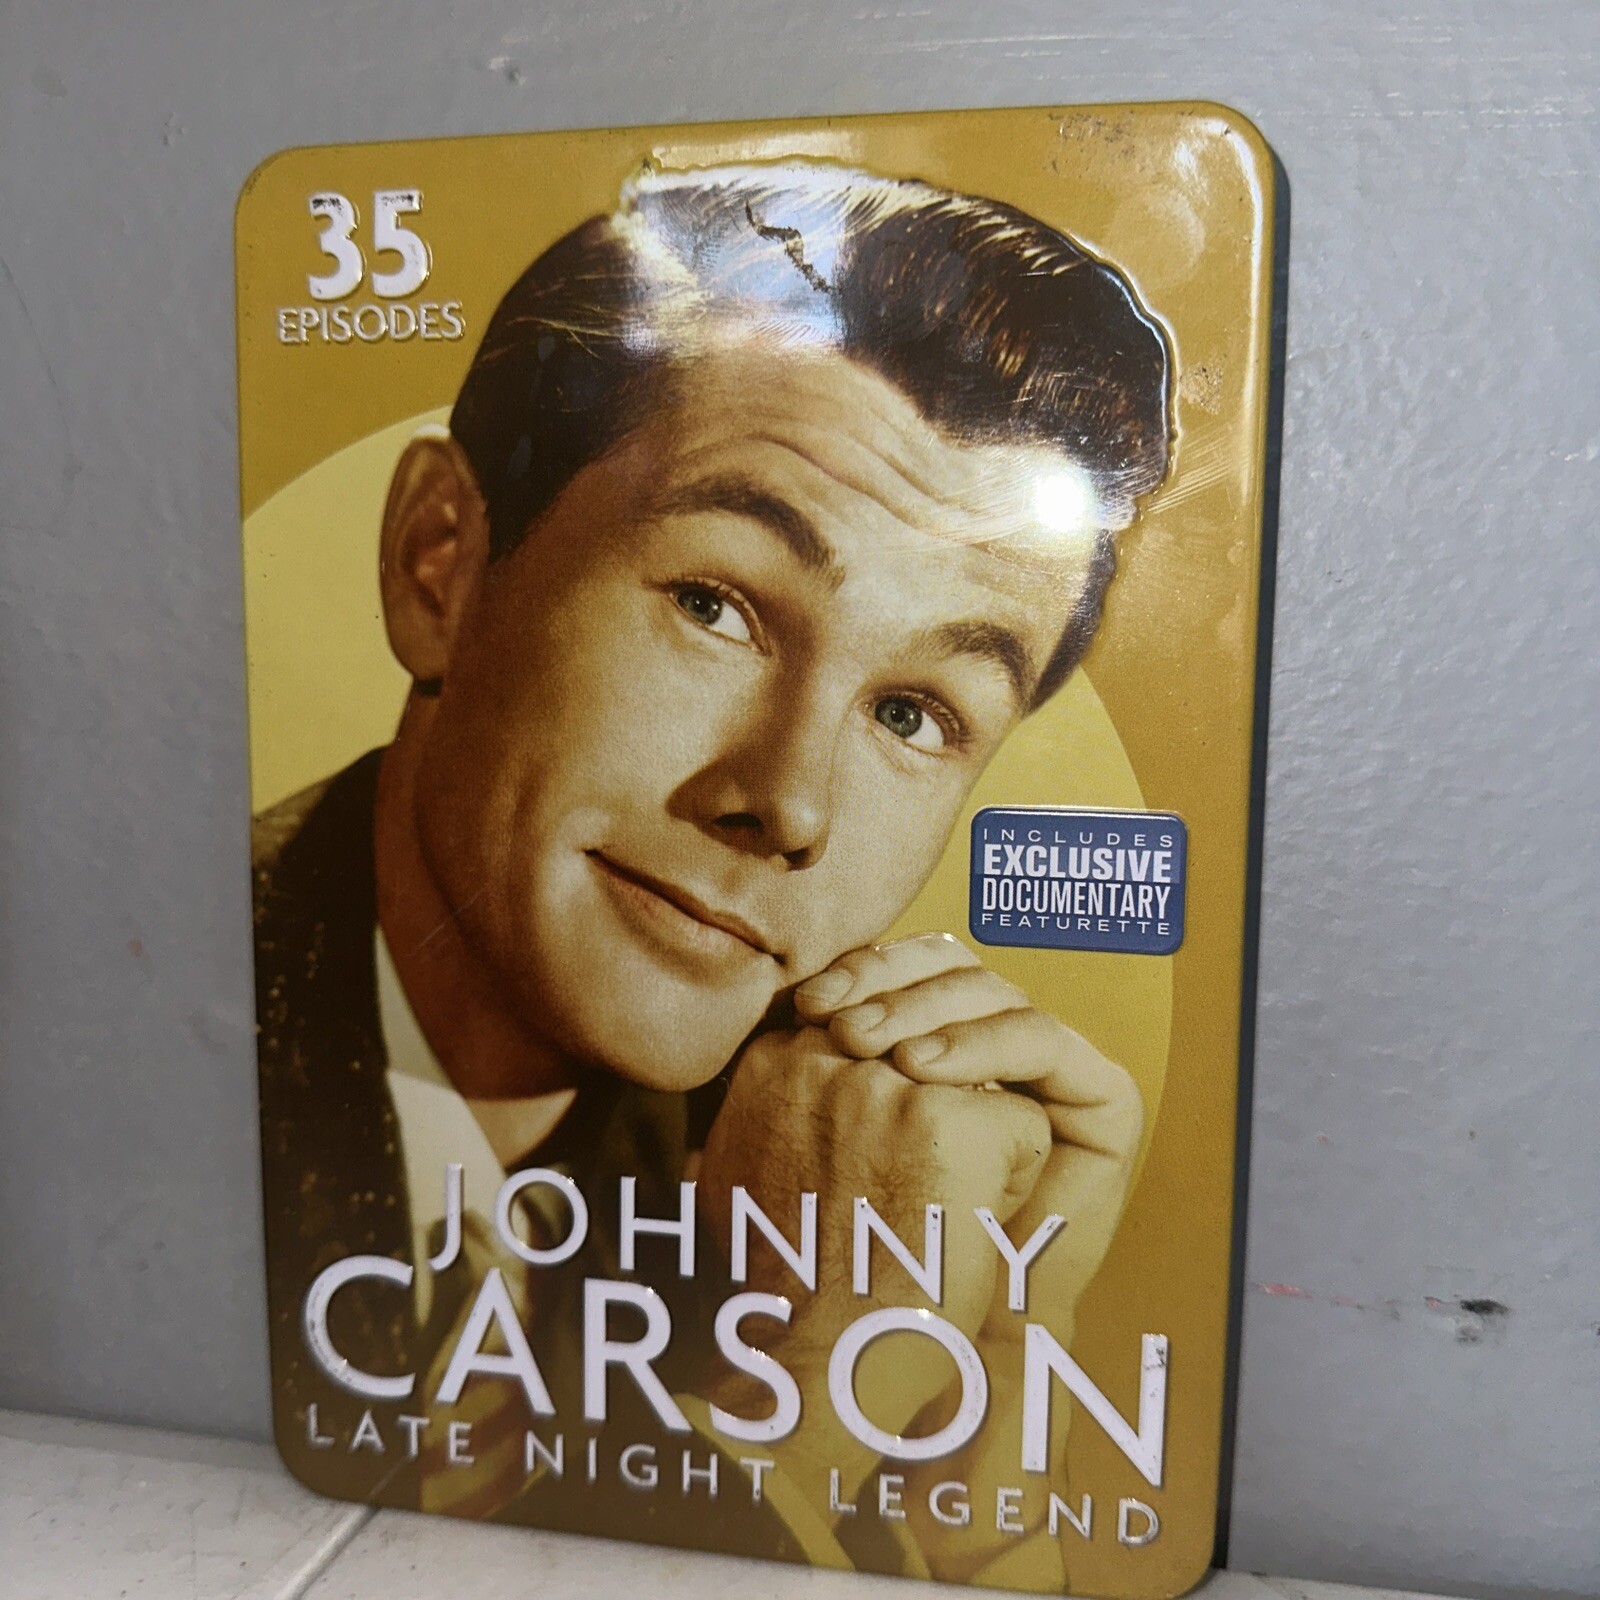 35
EPISODES
INCLUDES
EXCLUSIVE
DOCUMENTARY
FEATURETTE
JOHNNY
CARSON
LATE NIGHT LEGEND